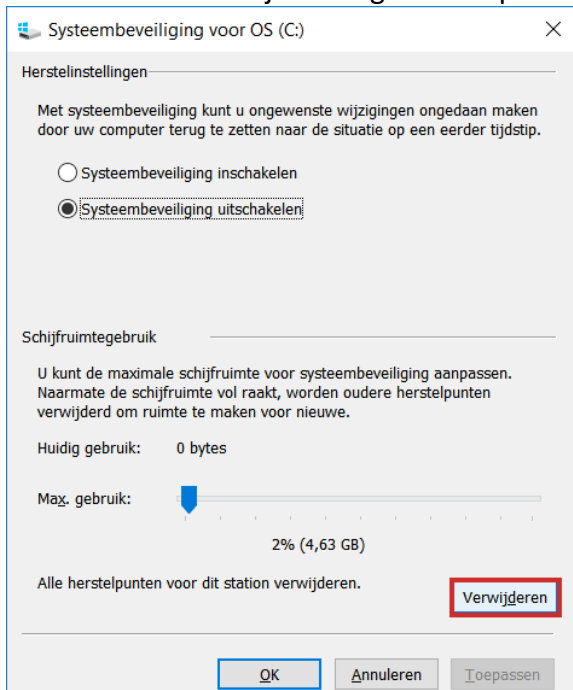 Systeembeveiliging voor OS (C:)
Herstelinstellingen
Met systeembeveiliging kunt u ongewenste wijzigingen ongedaan maken
door uw computer terug te zetten naar de situatie op een eerder tijdstip.
Systeembeveiliging inschakelen
Systeembeveiliging uitschakelen
Schijfruimtegebruik
U kunt de maximale schijfruimte voor systeembeveiliging aanpassen.
Naarmate de schijfruimte vol raakt, worden oudere herstelpunten
verwijderd om ruimte te maken voor nieuwe.
Huidig gebruik: 0 bytes
Max. gebruik:
2% (4,63 GB)
Alle herstelpunten voor dit station verwijderen.
Verwijderen
OK Annuleren Toepassen